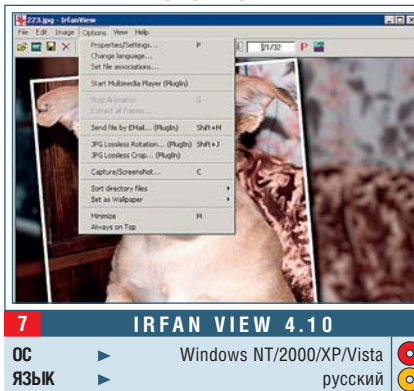 223.jpg - IrfanView
File Edit Image Options View Help
21/32
Properties/Settings... P
Change language...
Set file associations...
Start Multimedia Player (PlugIn)
Stop Animation G
Extract all frames...
Send file by EMail... (PlugIn) Shift+M
JPG Lossless Rotation... (PlugIn) Shift+J
JPG Lossless Crop... (PlugIn)
Capture/Screenshot... C
Sort directory files
Set as Wallpaper
Minimize M
Always on Top
7 IRFAN VIEW 4.10
ОС Windows NT/2000/XP/Vista
ЯЗЫК русский